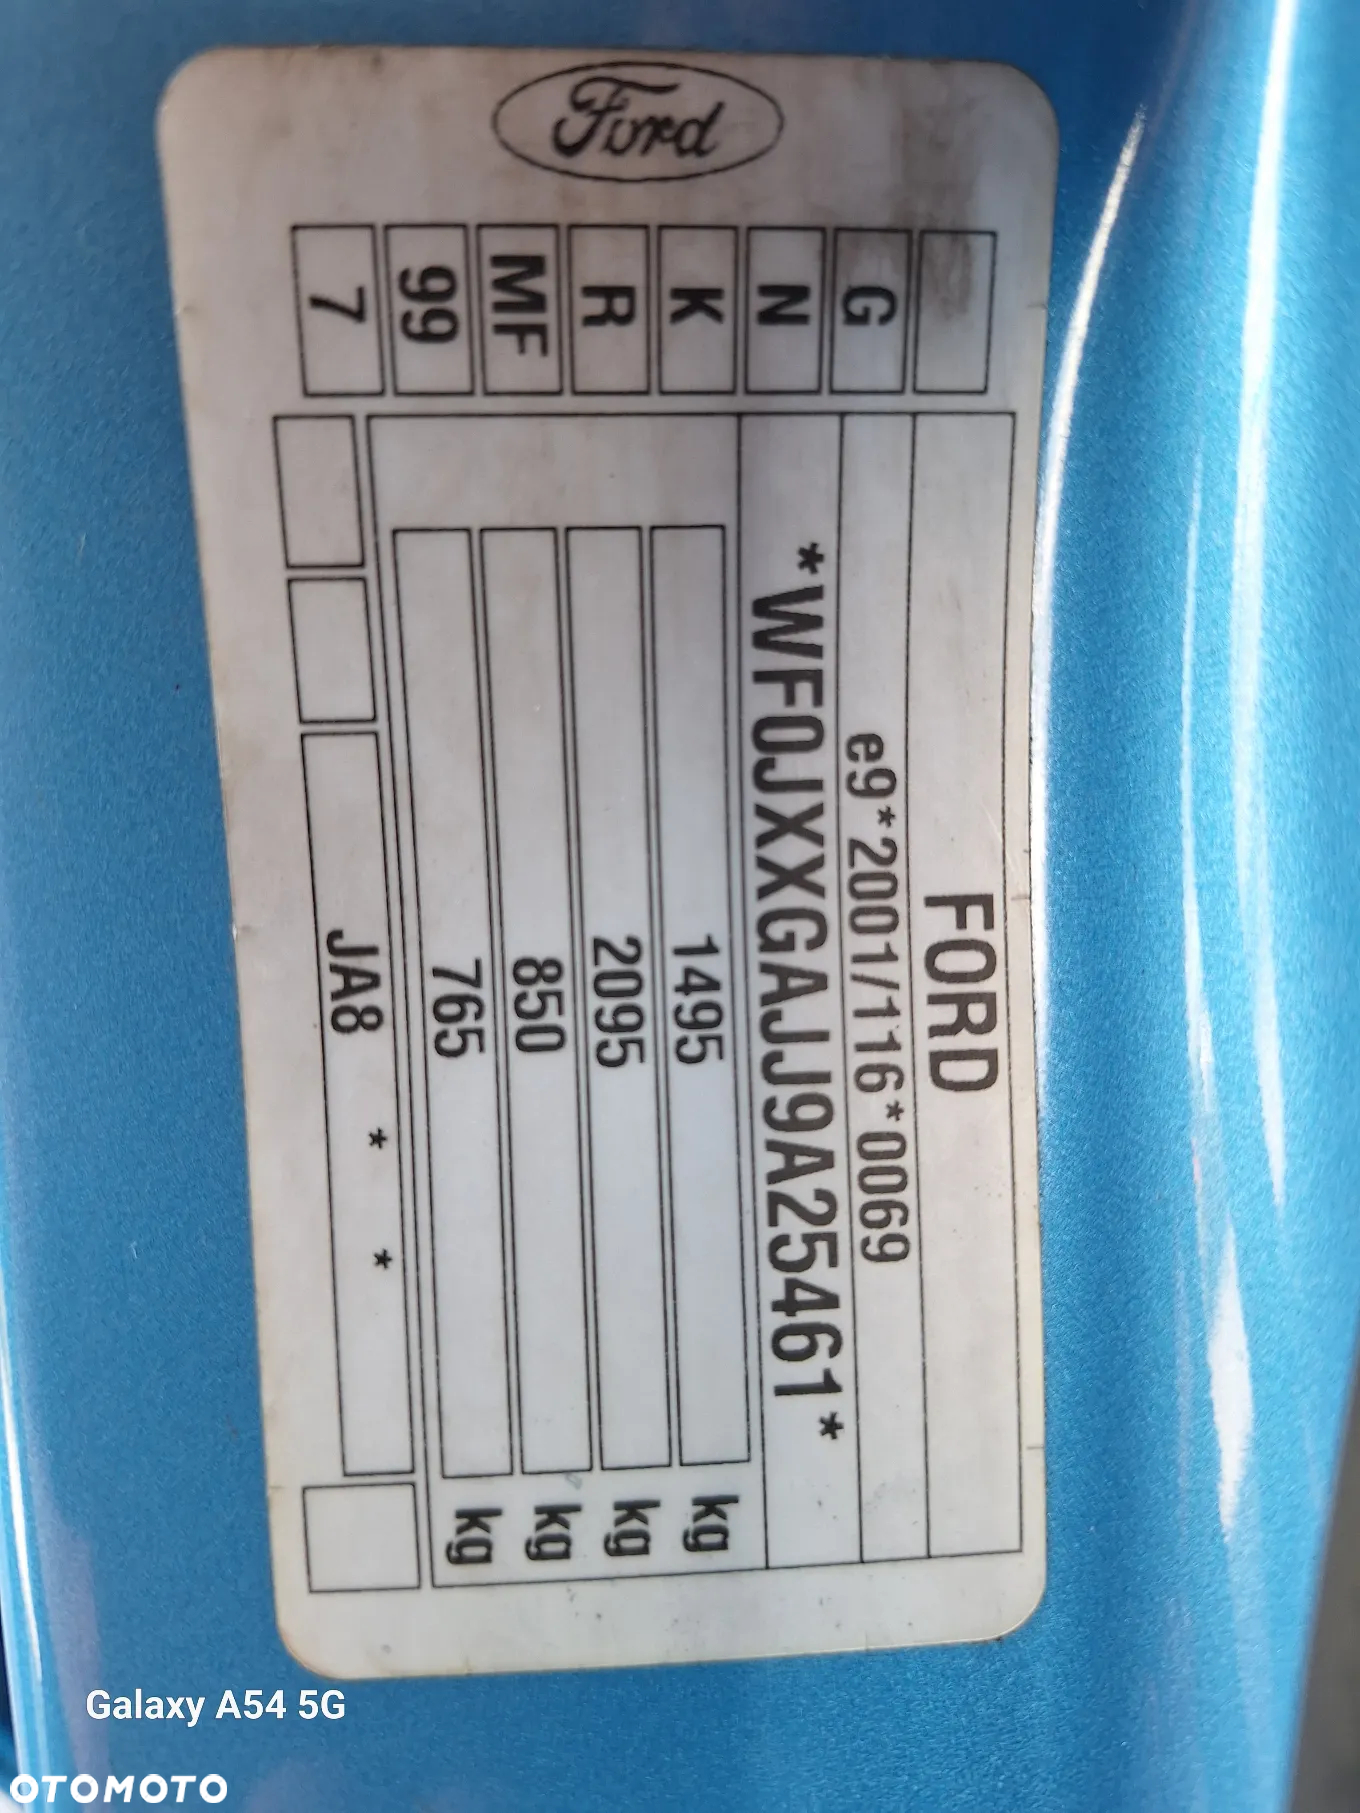 Ford
G
N
K
R
MF
99
7
FORD
e9*2001/116*0069
*WF0JXXGAJJ9A25461*
1495 kg
2095 kg
850 kg
765 kg
JA8 * *
Galaxy A54 5G
OTOMOTO